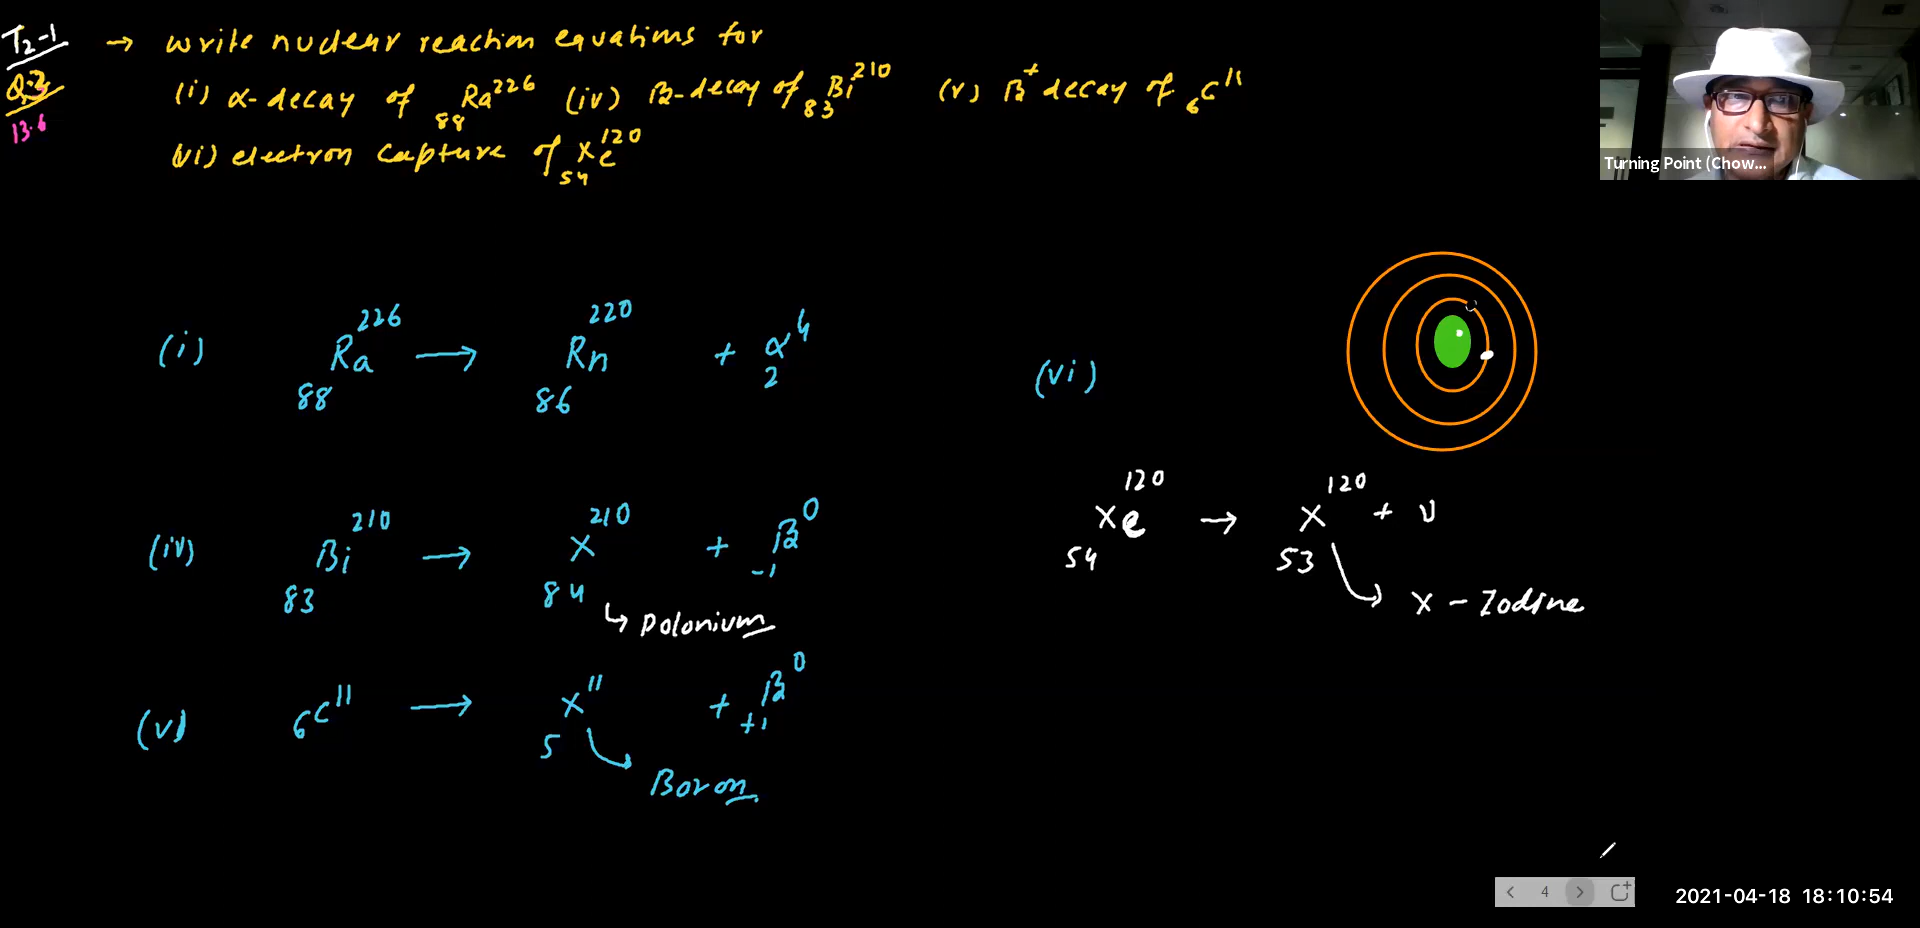 T₂-1 → write nuclear reaction equations for
Q.3
13.6
(i) α-decay of ₈₈Ra²²⁶ (iv) β-decay of ₈₃Bi²¹⁰ (v) β⁺decay of ₆C¹¹
(vi) electron capture of ₅₄Xe¹²⁰
Turning Point (Chow...
(i) ₈₈Ra²²⁶ → ₈₆Rn²²⁰ + ₂α⁴
(iv) ₈₃Bi²¹⁰ → ₈₄X²¹⁰ + ₋₁β⁰
↳ Polonium
(v) ₆C¹¹ → ₅X¹¹ + ₊₁β⁰
Boron
(vi)
₅₄Xe¹²⁰ → ₅₃X¹²⁰ + ν
X - Iodine
4
2021-04-18 18:10:54